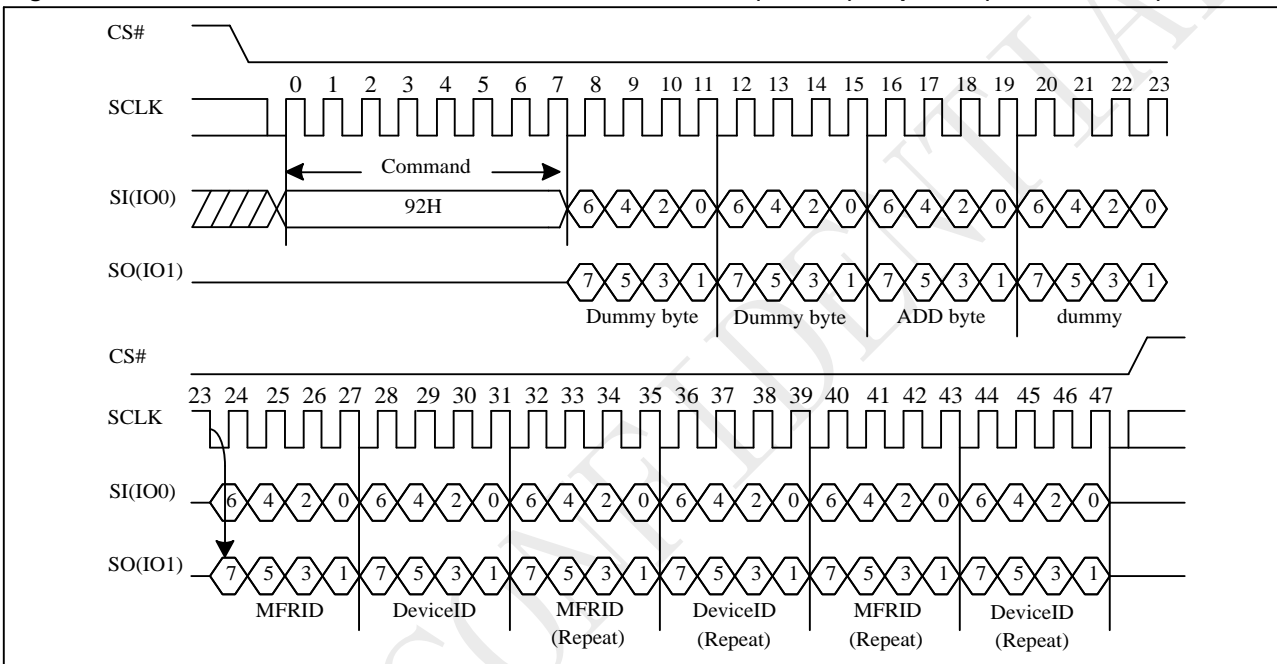 CS#
0 1 2 3 4 5 6 7 8 9 10 11 12 13 14 15 16 17 18 19 20 21 22 23
SCLK
Command
SI(IO0)
92H
6 4 2 0 6 4 2 0 6 4 2 0 6 4 2 0
SO(IO1)
7 5 3 1 7 5 3 1 7 5 3 1 7 5 3 1
Dummy byte Dummy byte ADD byte dummy
CS#
23 24 25 26 27 28 29 30 31 32 33 34 35 36 37 38 39 40 41 42 43 44 45 46 47
SCLK
SI(IO0)
6 4 2 0 6 4 2 0 6 4 2 0 6 4 2 0 6 4 2 0 6 4 2 0
SO(IO1)
7 5 3 1 7 5 3 1 7 5 3 1 7 5 3 1 7 5 3 1 7 5 3 1
MFRID DeviceID MFRID DeviceID MFRID DeviceID
(Repeat) (Repeat) (Repeat) (Repeat)
CONFIDENTIA